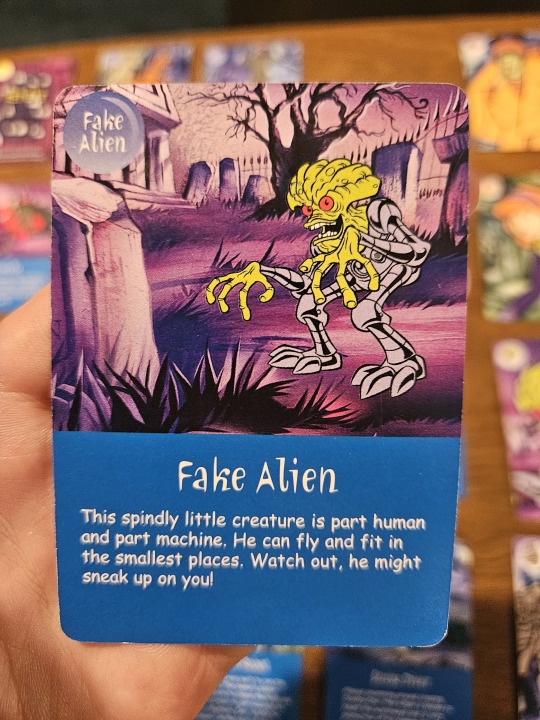 Fake
Alien
Fake Alien
This spindly little creature is part human
and part machine. He can fly and fit in
the smallest places. Watch out, he might
sneak up on you!